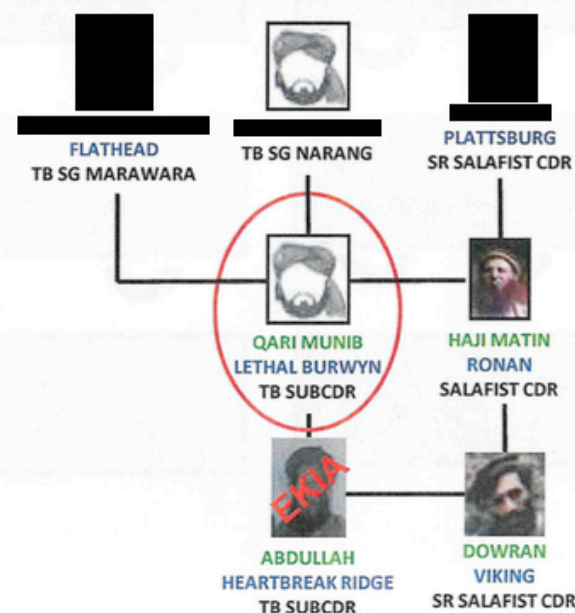 FLATHEAD
TB SG MARAWARA
TB SG NARANG
PLATTSBURG
SR SALAFIST CDR
QARI MUNIB
LETHAL BURWYN
TB SUBCDR
HAJI MATIN
RONAN
SALAFIST CDR
EKIA
ABDULLAH
HEARTBREAK RIDGE
TB SUBCDR
DOWRAN
VIKING
SR SALAFIST CDR